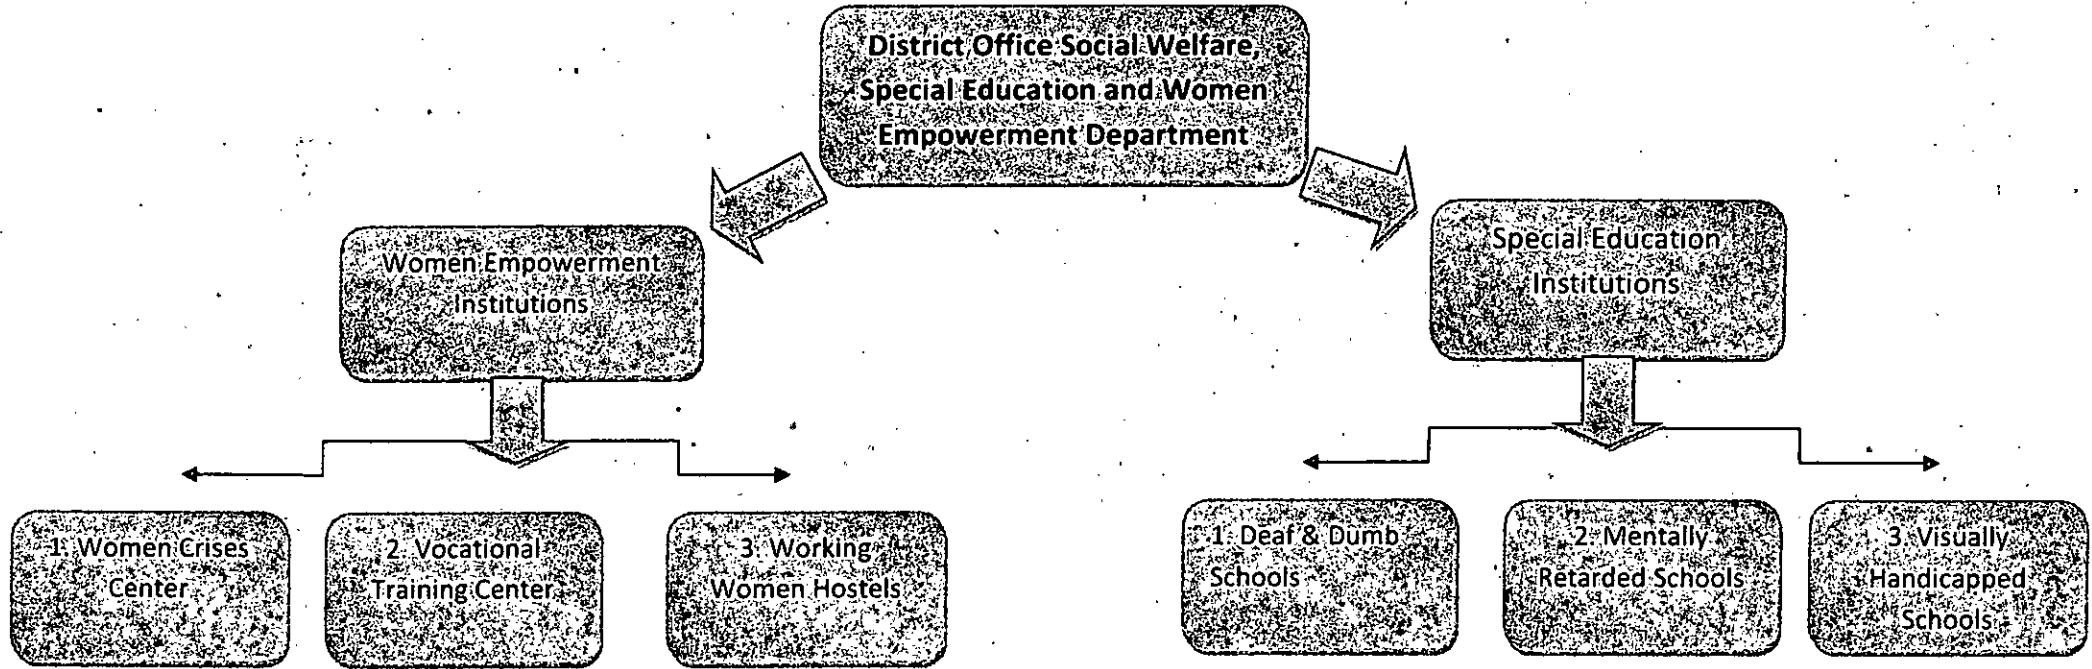 District Office Social Welfare,
Special Education and Women
Empowerment Department
Women Empowerment
Institutions
Special Education
Institutions
1. Women Crises
Center
2. Vocational
Training Center
3. Working
Women Hostels
1. Deaf & Dumb
Schools
2. Mentally
Retarded Schools
3. Visually
Handicapped
Schools